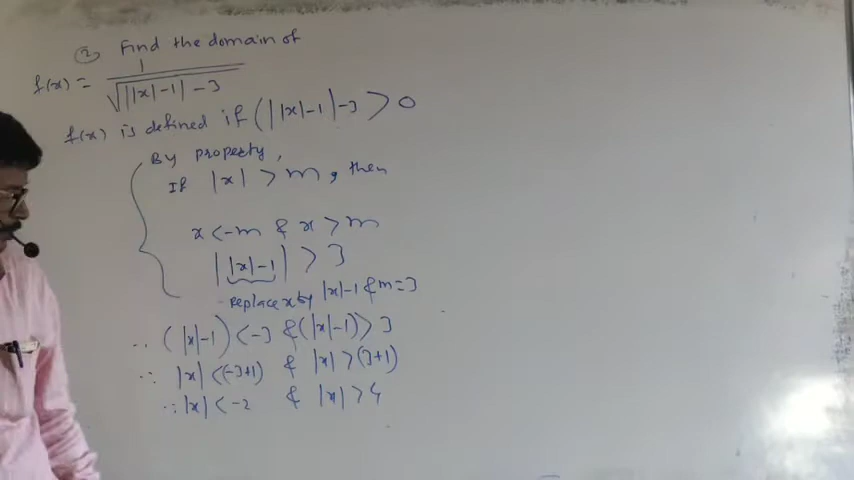 ② Find the domain of
f(x) = 1 / √(||x|-1| - 3)
f(x) is defined if (||x|-1| - 3 > 0
By property,
If |x| > m, then
x < -m & x > m
||x|-1| > 3
replace x by |x|-1 & m = 3
∴ (|x|-1) < -3 & (|x|-1) > 3
∴ |x| < (-3+1) & |x| > (3+1)
∴ |x| < -2 & |x| > 4